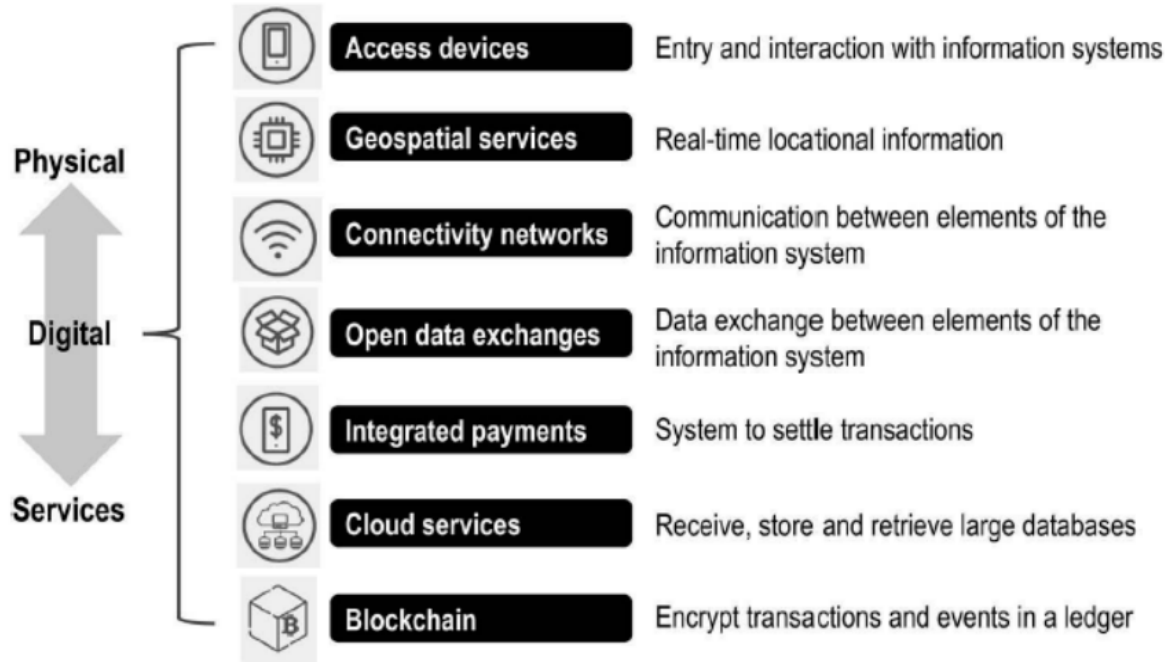 Physical
Digital
Services
Access devices
Entry and interaction with information systems
Geospatial services
Real-time locational information
Connectivity networks
Communication between elements of the
information system
Open data exchanges
Data exchange between elements of the
information system
$
Integrated payments
System to settle transactions
Cloud services
Receive, store and retrieve large databases
Blockchain
Encrypt transactions and events in a ledger